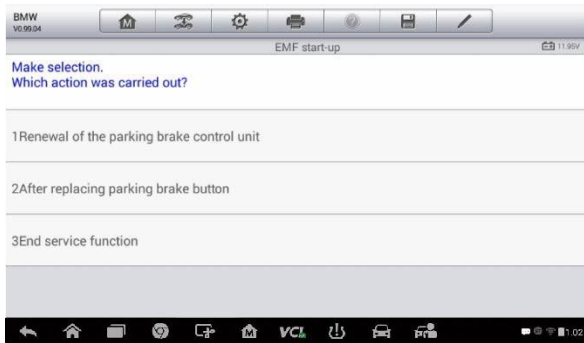 BMW
V0.99.04
EMF start-up
11.95V
Make selection.
Which action was carried out?
1Renewal of the parking brake control unit
2After replacing parking brake button
3End service function
VCI
1:02